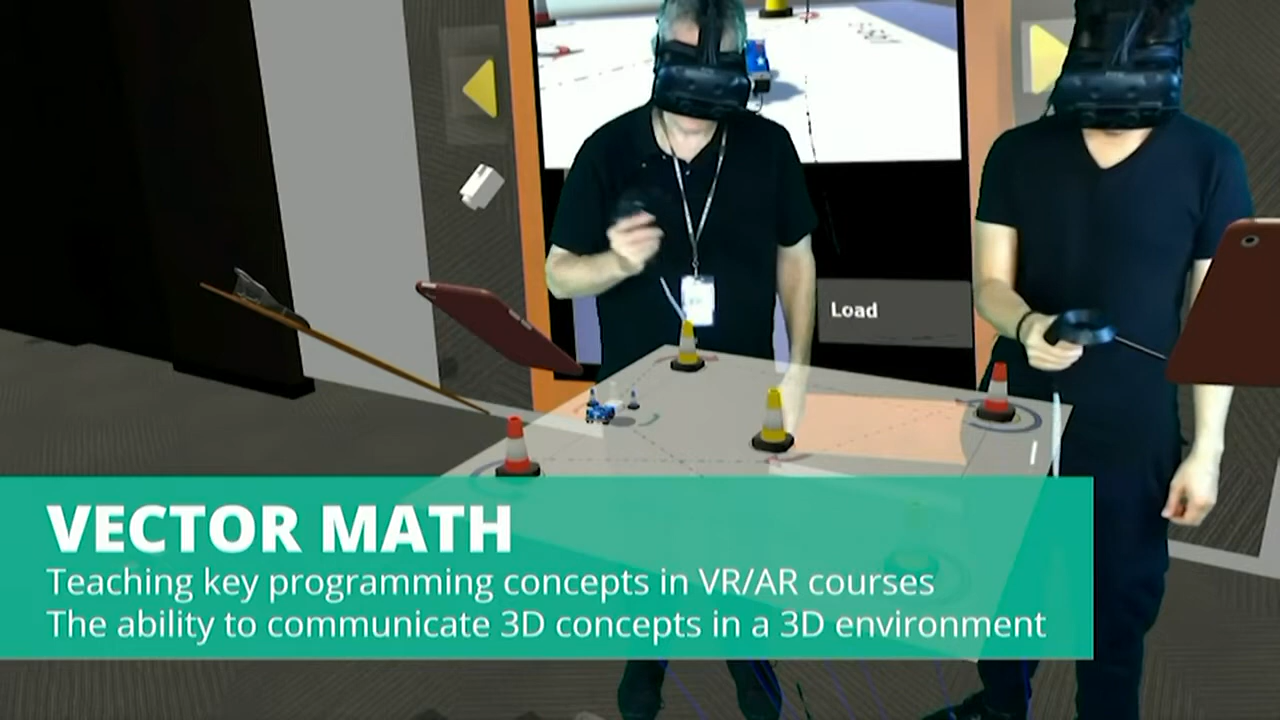 Load
VECTOR MATH
Teaching key programming concepts in VR/AR courses
The ability to communicate 3D concepts in a 3D environment